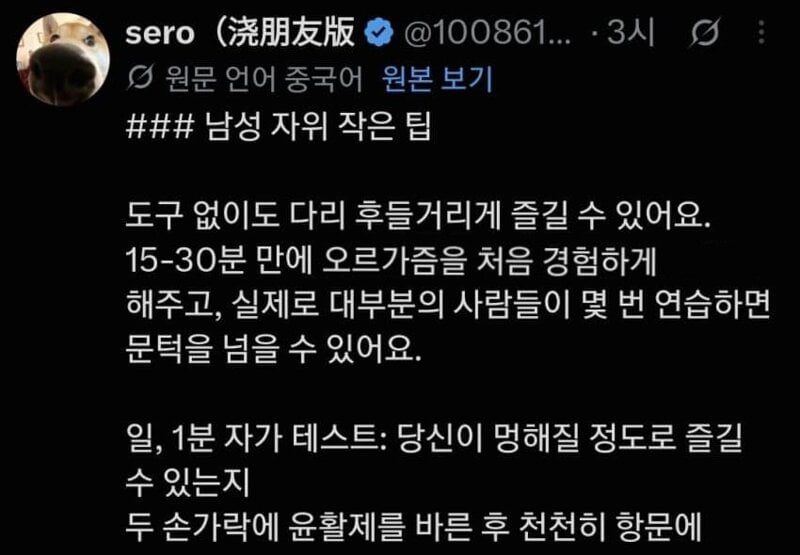 sero（浇朋友版 @100861... · 3시
원문 언어 중국어 원본 보기
### 남성 자위 작은 팁
도구 없이도 다리 후들거리게 즐길 수 있어요.
15-30분 만에 오르가즘을 처음 경험하게
해주고, 실제로 대부분의 사람들이 몇 번 연습하면
문턱을 넘을 수 있어요.
일, 1분 자가 테스트: 당신이 멍해질 정도로 즐길
수 있는지
두 손가락에 윤활제를 바른 후 천천히 항문에